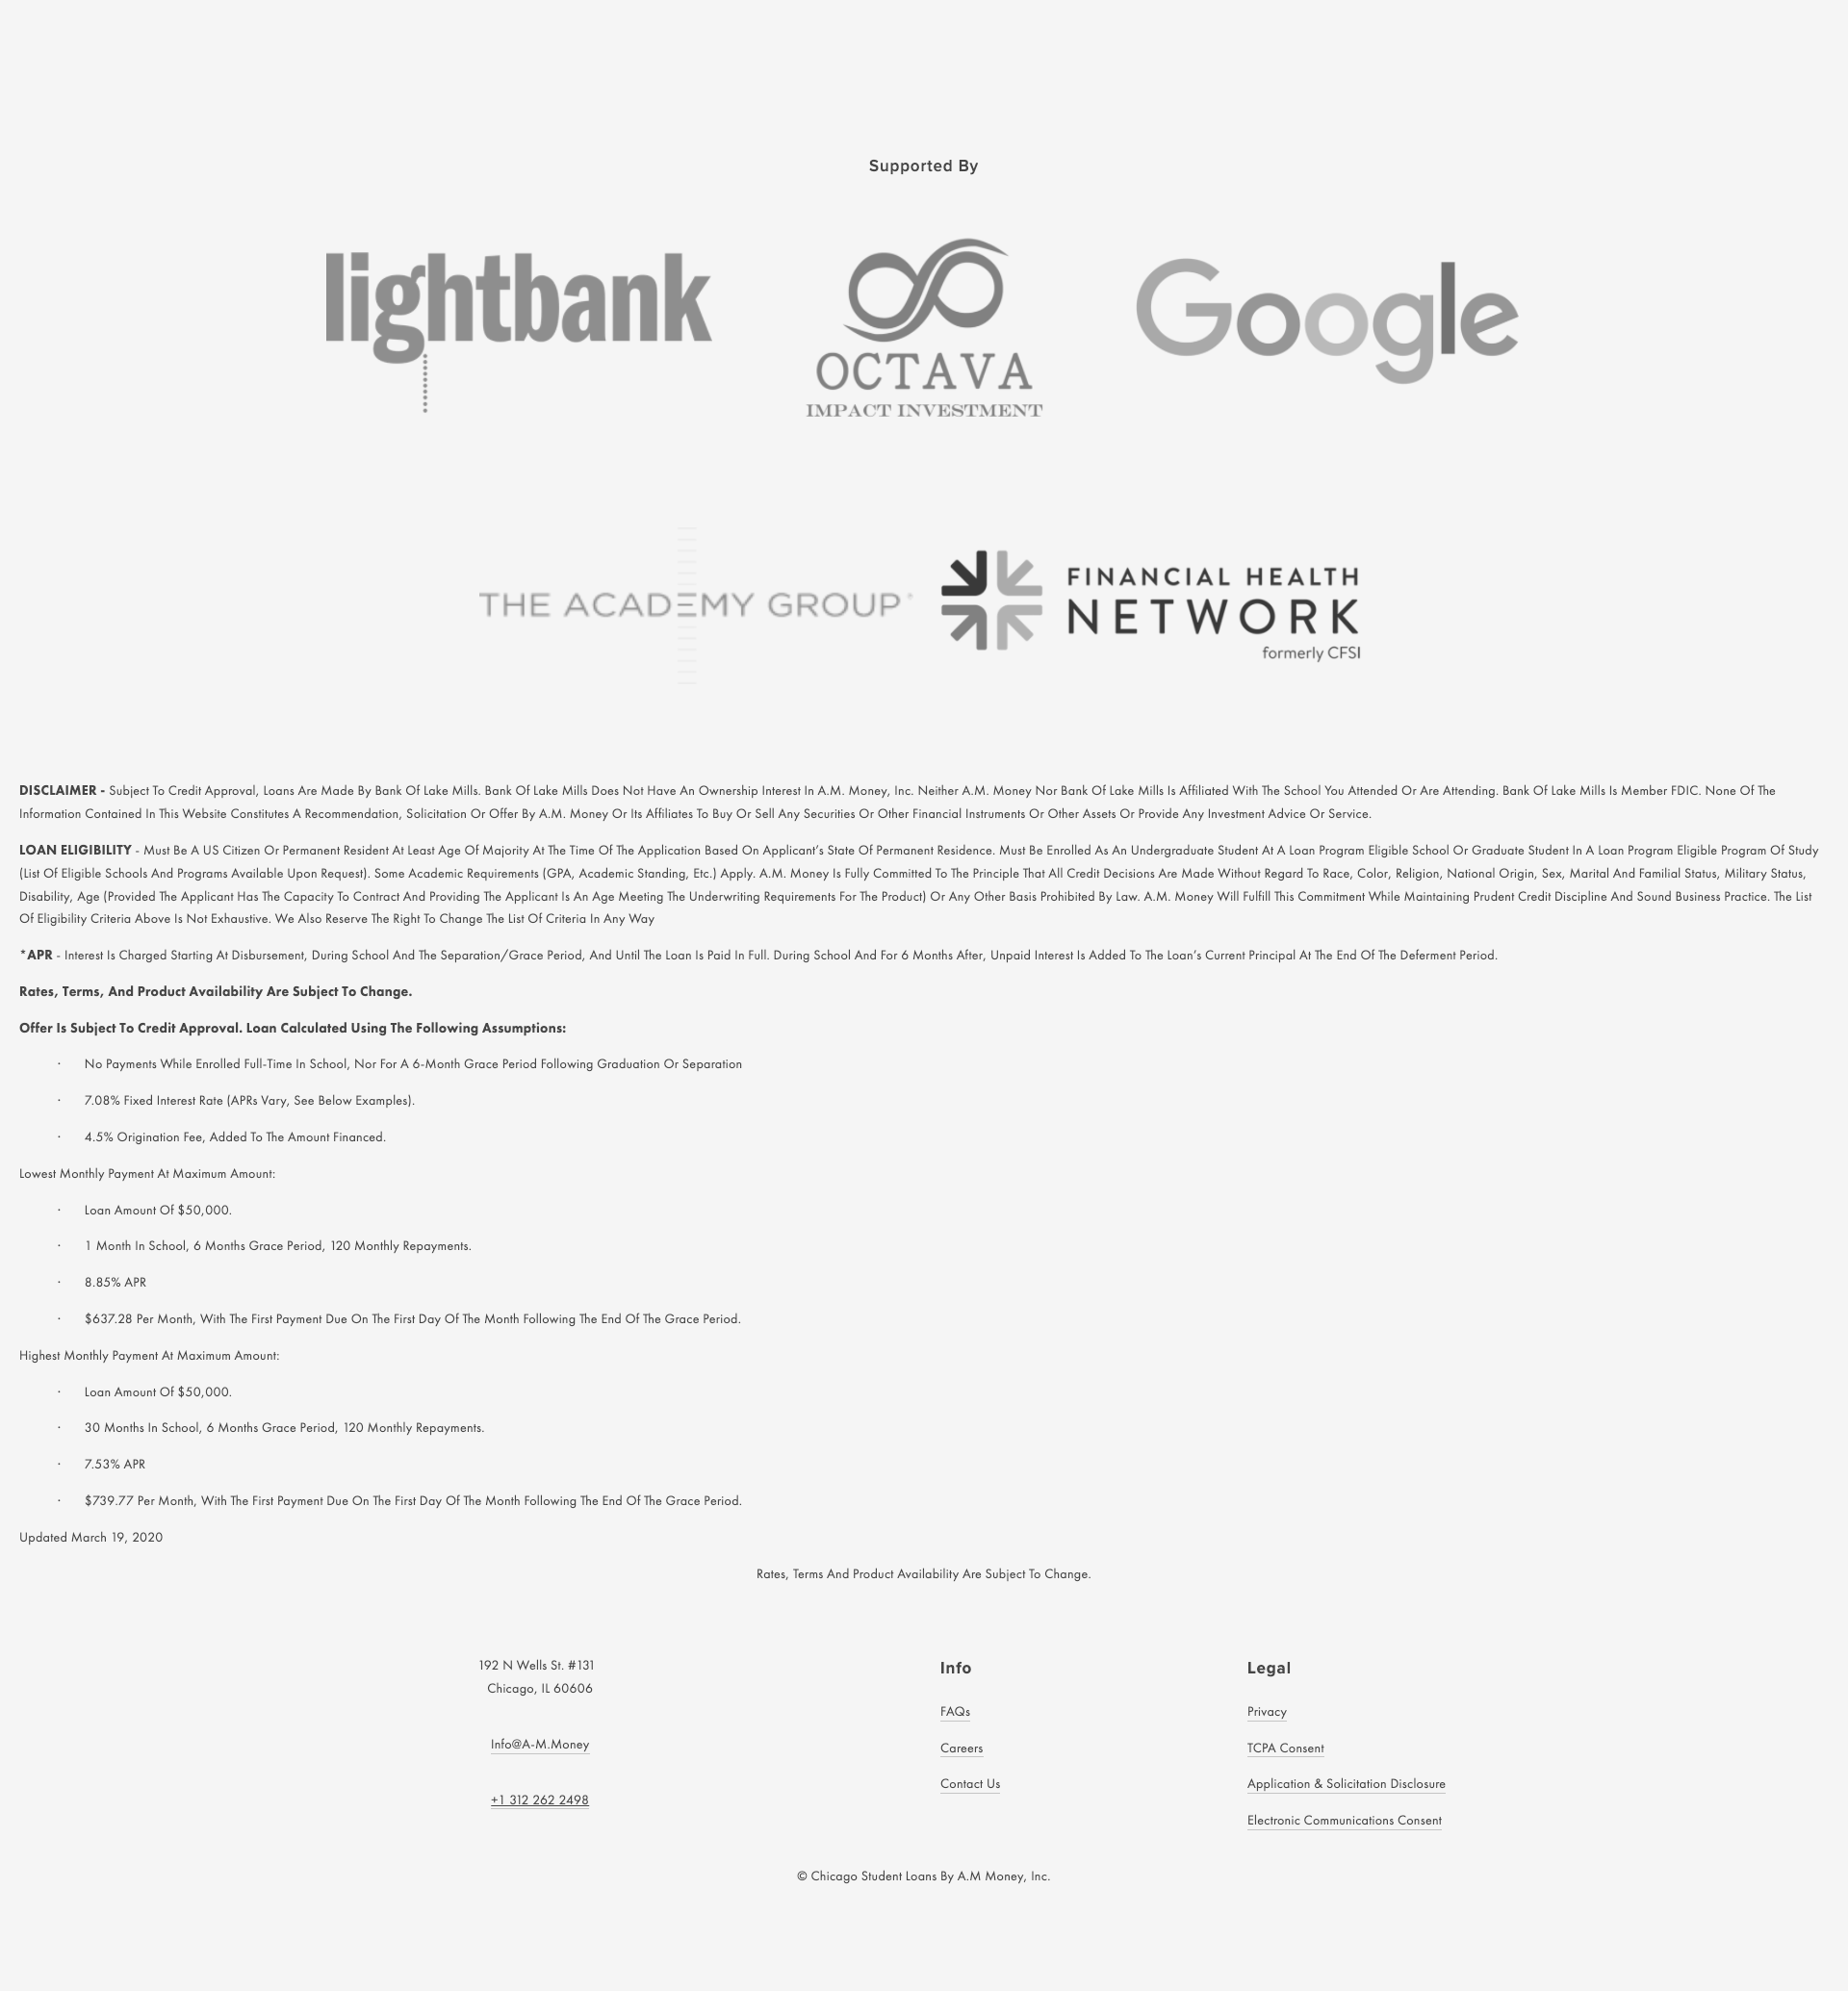 Supported By
lightbank
OCTAVA
IMPACT INVESTMENT
Google
THE ACADEMY GROUP
FINANCIAL HEALTH
NETWORK
formerly CFSI
DISCLAIMER - Subject To Credit Approval, Loans Are Made By Bank Of Lake Mills. Bank Of Lake Mills Does Not Have An Ownership Interest In A.M. Money, Inc. Neither A.M. Money Nor Bank Of Lake Mills Is Affiliated With The School You Attended Or Are Attending. Bank Of Lake Mills Is Member FDIC. None Of The
Information Contained In This Website Constitutes A Recommendation, Solicitation Or Offer By A.M. Money Or Its Affiliates To Buy Or Sell Any Securities Or Other Financial Instruments Or Other Assets Or Provide Any Investment Advice Or Service.
LOAN ELIGIBILITY - Must Be A US Citizen Or Permanent Resident At Least Age Of Majority At The Time Of The Application Based On Applicant's State Of Permanent Residence. Must Be Enrolled As An Undergraduate Student At A Loan Program Eligible School Or Graduate Student In A Loan Program Eligible Program Of Study
(List Of Eligible Schools And Programs Available Upon Request). Some Academic Requirements (GPA, Academic Standing, Etc.) Apply. A.M. Money Is Fully Committed To The Principle That All Credit Decisions Are Made Without Regard To Race, Color, Religion, National Origin, Sex, Marital And Familial Status, Military Status,
Disability, Age (Provided The Applicant Has The Capacity To Contract And Providing The Applicant Is An Age Meeting The Underwriting Requirements For The Product) Or Any Other Basis Prohibited By Law. A.M. Money Will Fulfill This Commitment While Maintaining Prudent Credit Discipline And Sound Business Practice. The List
Of Eligibility Criteria Above Is Not Exhaustive. We Also Reserve The Right To Change The List Of Criteria In Any Way
*APR - Interest Is Charged Starting At Disbursement, During School And The Separation/Grace Period, And Until The Loan Is Paid In Full. During School And For 6 Months After, Unpaid Interest Is Added To The Loan's Current Principal At The End Of The Deferment Period.
Rates, Terms, And Product Availability Are Subject To Change.
Offer Is Subject To Credit Approval. Loan Calculated Using The Following Assumptions:
· No Payments While Enrolled Full-Time In School, Nor For A 6-Month Grace Period Following Graduation Or Separation
· 7.08% Fixed Interest Rate (APRs Vary, See Below Examples).
· 4.5% Origination Fee, Added To The Amount Financed.
Lowest Monthly Payment At Maximum Amount:
· Loan Amount Of $50,000.
· 1 Month In School, 6 Months Grace Period, 120 Monthly Repayments.
· 8.85% APR
· $637.28 Per Month, With The First Payment Due On The First Day Of The Month Following The End Of The Grace Period.
Highest Monthly Payment At Maximum Amount:
· Loan Amount Of $50,000.
· 30 Months In School, 6 Months Grace Period, 120 Monthly Repayments.
· 7.53% APR
· $739.77 Per Month, With The First Payment Due On The First Day Of The Month Following The End Of The Grace Period.
Updated March 19, 2020
Rates, Terms And Product Availability Are Subject To Change.
192 N Wells St. #131
Chicago, IL 60606
Info@A-M.Money
+1 312 262 2498
Info
FAQs
Careers
Contact Us
Legal
Privacy
TCPA Consent
Application & Solicitation Disclosure
Electronic Communications Consent
© Chicago Student Loans By A.M Money, Inc.